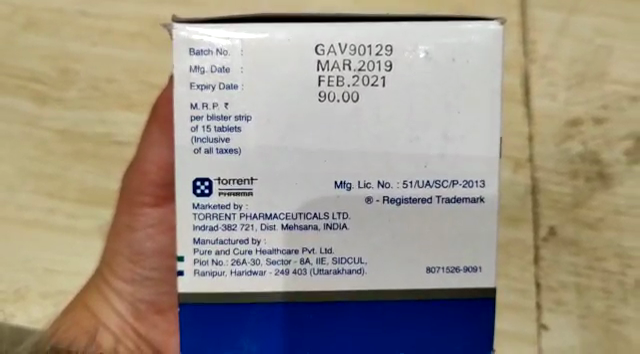 Batch No. : GAV90129
Mfg. Date : MAR.2019
Expiry Date : FEB.2021
M.R.P. ₹ 90.00
per blister strip
of 15 tablets
(Inclusive
of all taxes)
torrent
PHARMA
Mfg. Lic. No. : 51/UA/SC/P-2013
® - Registered Trademark
Marketed by :
TORRENT PHARMACEUTICALS LTD.
Indrad-382 721, Dist. Mehsana, INDIA.
Manufactured by :
Pure and Cure Healthcare Pvt. Ltd.
Plot No.: 26A-30, Sector - 8A, IIE, SIDCUL,
Ranipur, Haridwar - 249 403 (Uttarakhand).
8071526-9091